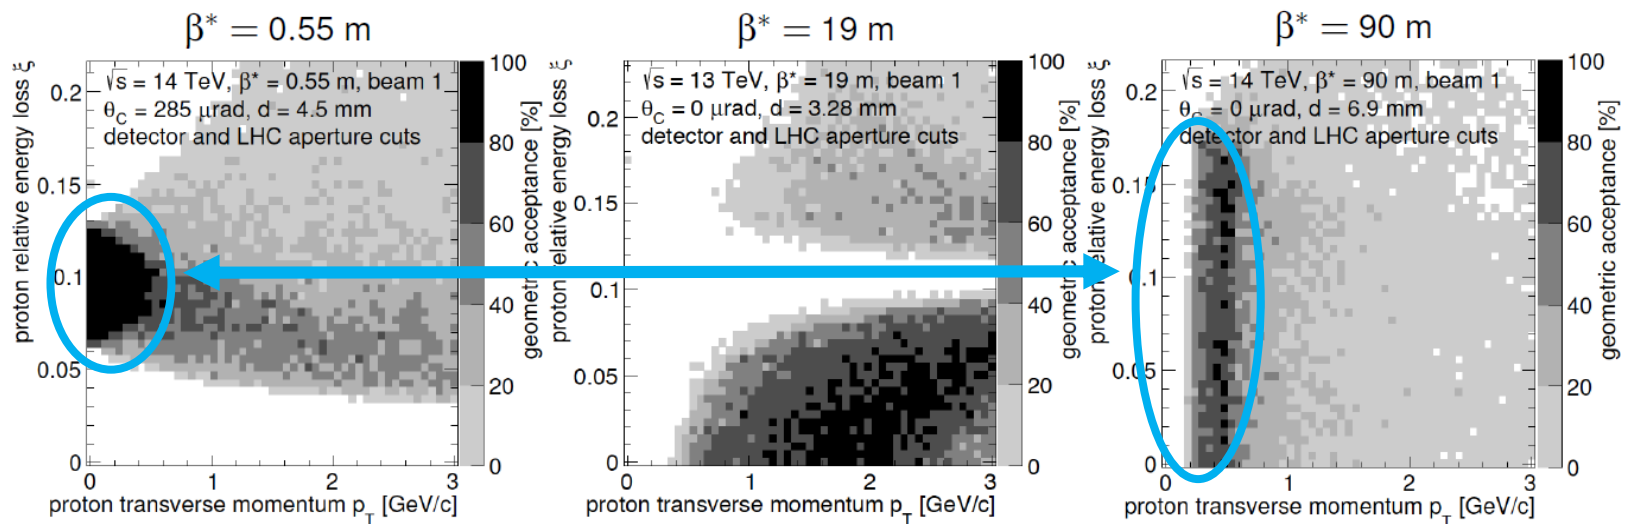 β* = 0.55 m
proton relative energy loss ξ
√s = 14 TeV, β* = 0.55 m, beam 1
θC = 285 μrad, d = 4.5 mm
detector and LHC aperture cuts
0.2
0.15
0.1
0.05
0
0 1 2 3
proton transverse momentum pT [GeV/c]
100
80
60
40
20
0
geometric acceptance [%]
β* = 19 m
proton relative energy loss ξ
√s = 13 TeV, β* = 19 m, beam 1
θC = 0 μrad, d = 3.28 mm
detector and LHC aperture cuts
0.2
0.15
0.1
0.05
0
0 1 2 3
proton transverse momentum pT [GeV/c]
100
80
60
40
20
0
geometric acceptance [%]
β* = 90 m
proton relative energy loss ξ
√s = 14 TeV, β* = 90 m, beam 1
θC = 0 μrad, d = 6.9 mm
detector and LHC aperture cuts
0.2
0.15
0.1
0.05
0
0 1 2 3
proton transverse momentum pT [GeV/c]
100
80
60
40
20
0
geometric acceptance [%]